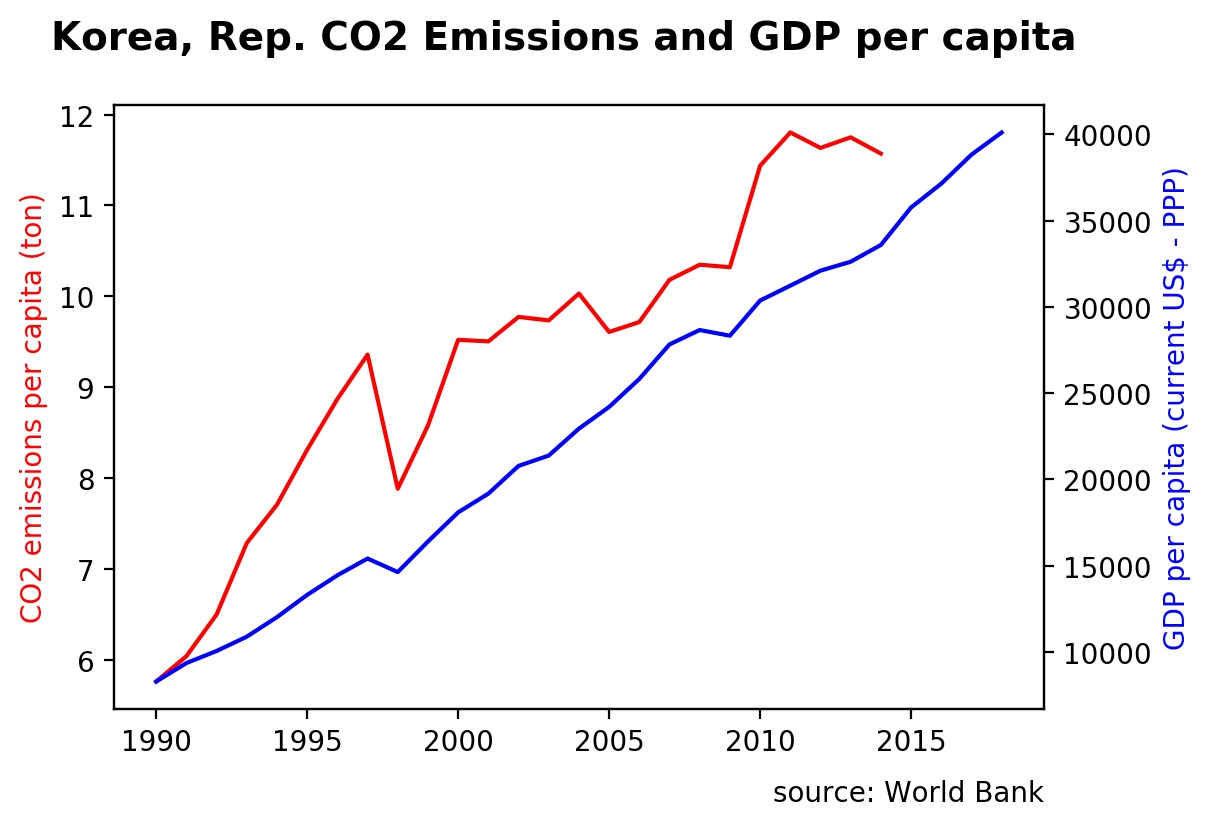 Korea, Rep. CO2 Emissions and GDP per capita
12
11
10
9
8
7
6
CO2 emissions per capita (ton)
40000
35000
30000
25000
20000
15000
10000
GDP per capita (current US$ - PPP)
1990 1995 2000 2005 2010 2015
source: World Bank